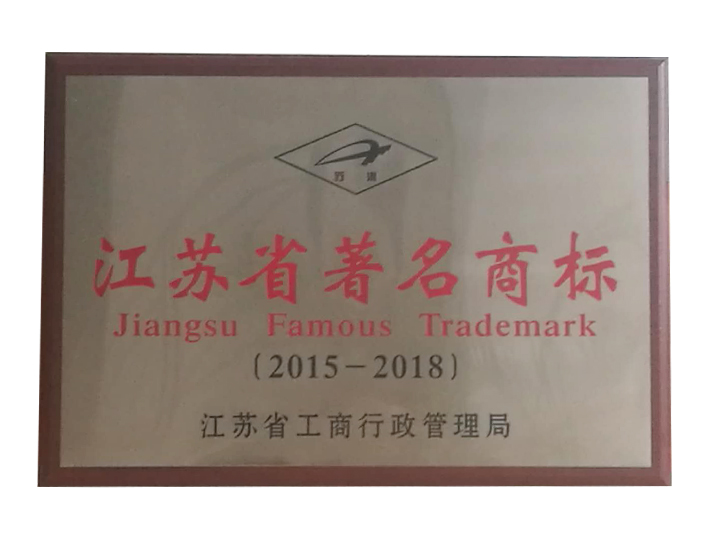 苏
江苏省著名商标
Jiangsu Famous Trademark
(2015-2018)
江苏省工商行政管理局